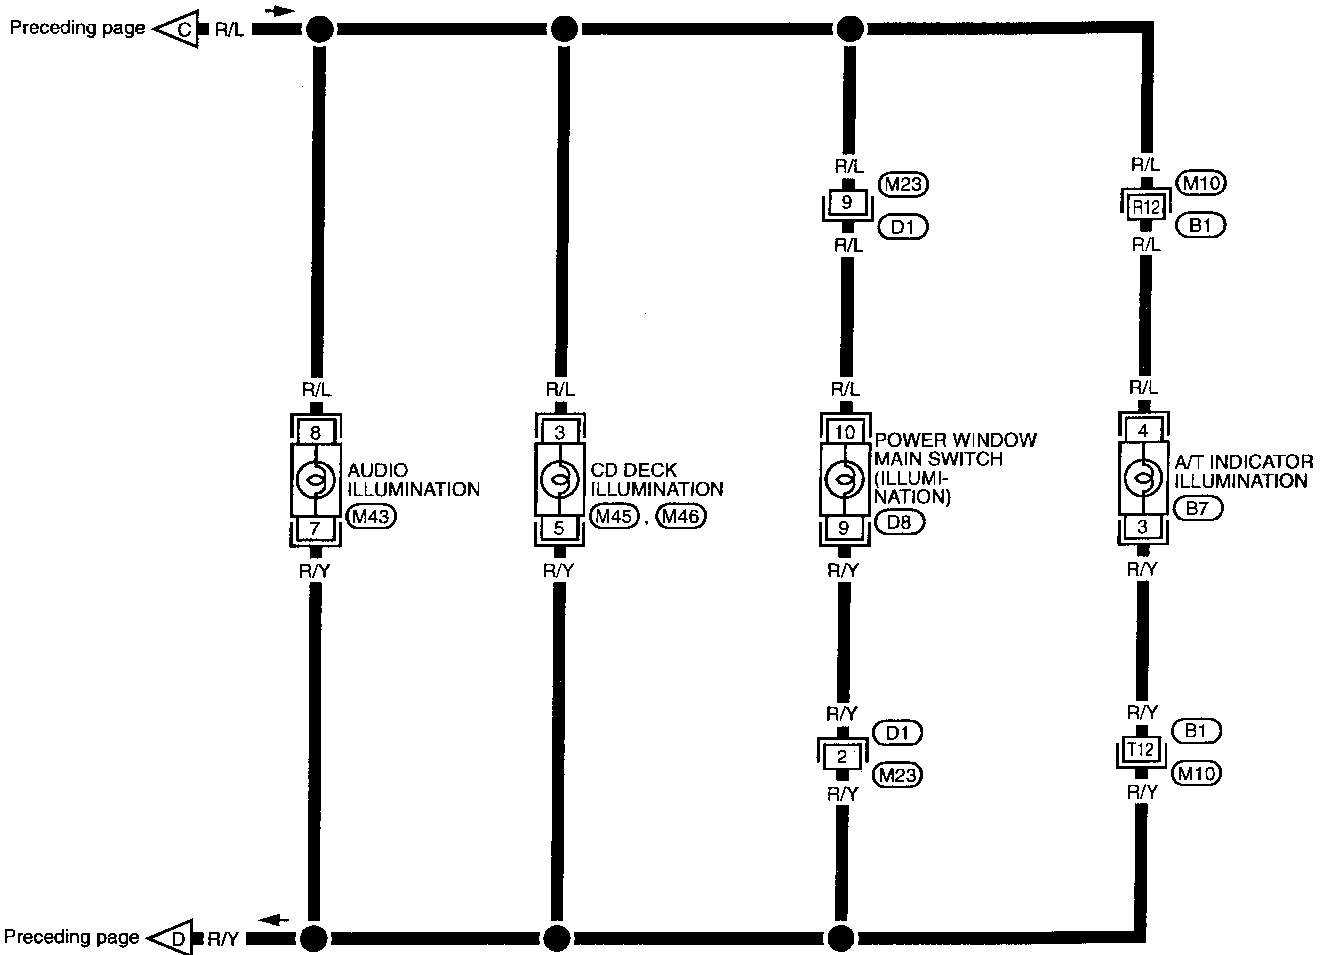 Preceding page C R/L
R/L
9
M23
D1
R/L
R/L
R12
M10
B1
R/L
R/L
8
AUDIO
ILLUMINATION
M43
7
R/Y
R/L
3
CD DECK
ILLUMINATION
M45 , M46
5
R/Y
R/L
10
POWER WINDOW
MAIN SWITCH
(ILLUMI-
NATION)
D8
9
R/Y
R/L
4
A/T INDICATOR
ILLUMINATION
B7
3
R/Y
R/Y
2
D1
M23
R/Y
R/Y
T12
B1
M10
R/Y
Preceding page D R/Y